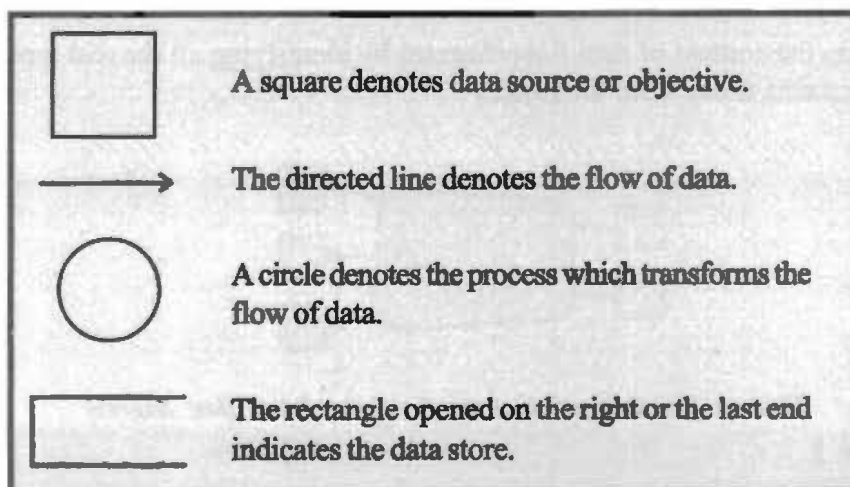 A square denotes data source or objective.
The directed line denotes the flow of data.
A circle denotes the process which transforms the
flow of data.
The rectangle opened on the right or the last end
indicates the data store.